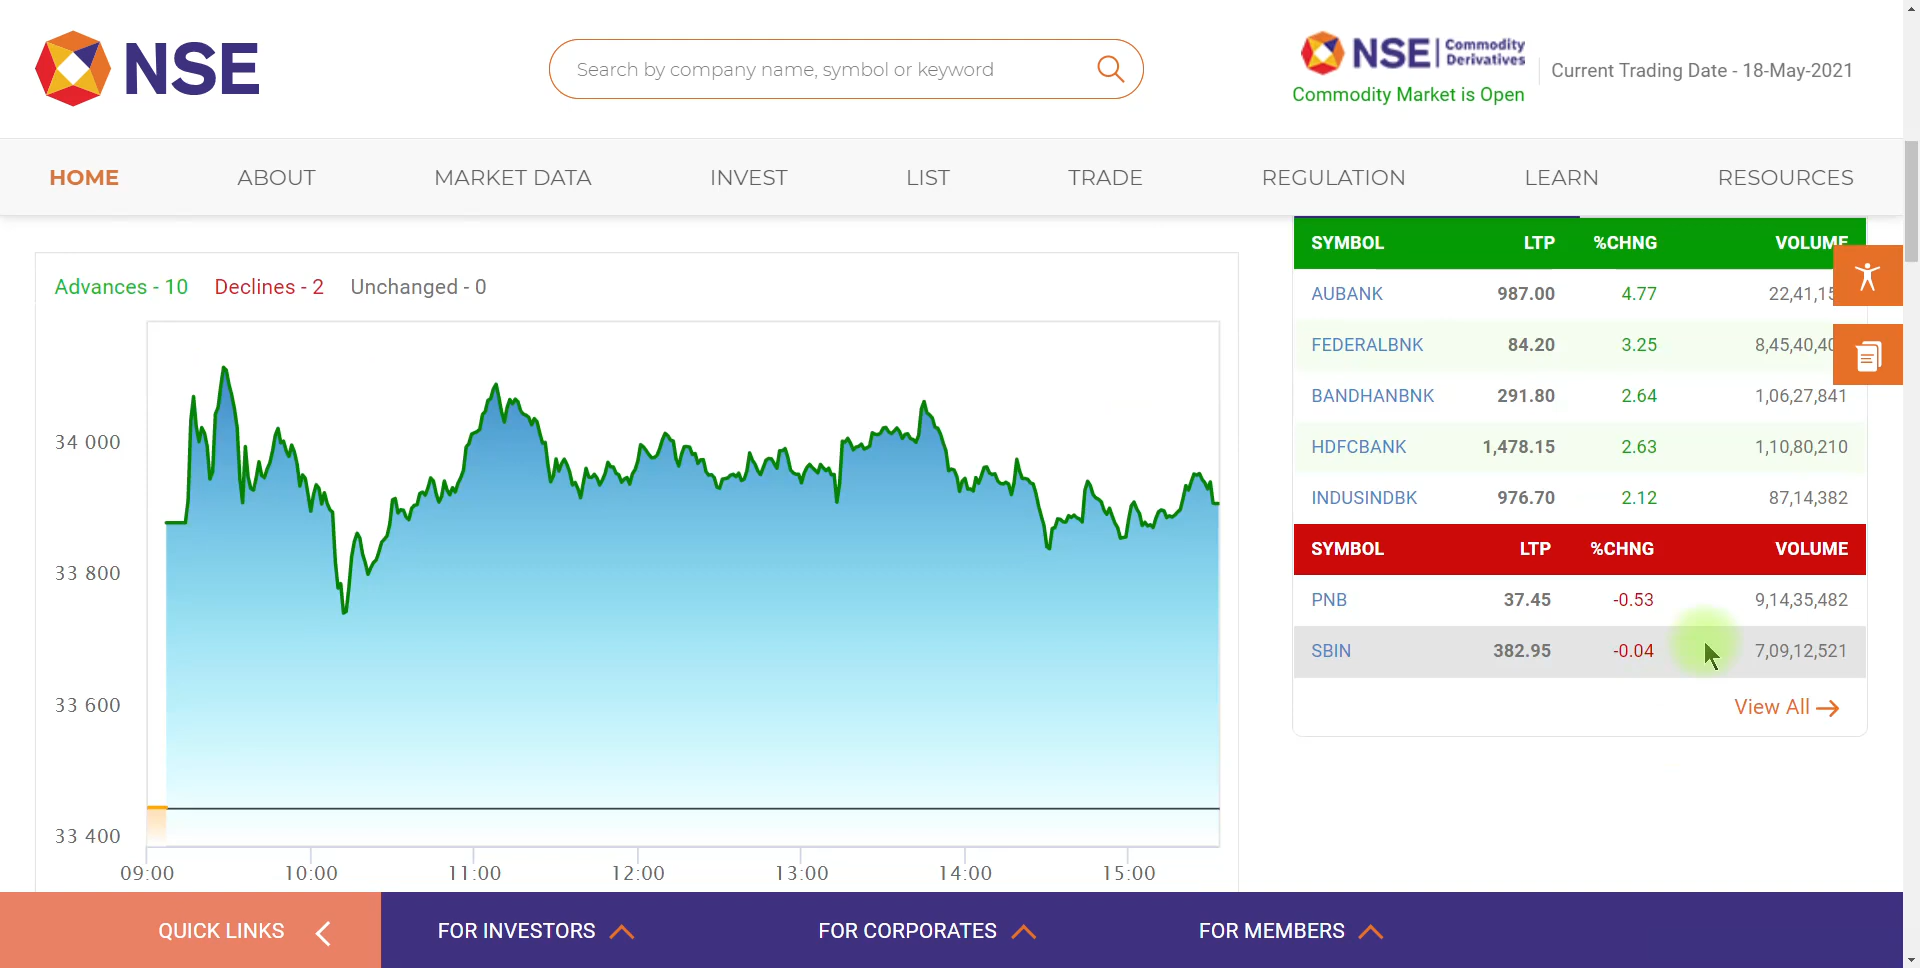 NSE
Search by company name, symbol or keyword
NSE Commodity Derivatives
Commodity Market is Open
Current Trading Date - 18-May-2021
HOME ABOUT MARKET DATA INVEST LIST TRADE REGULATION LEARN RESOURCES
Advances - 10 Declines - 2 Unchanged - 0
34 000
33 800
33 600
33 400
09:00 10:00 11:00 12:00 13:00 14:00 15:00
SYMBOL LTP %CHNG VOLUME
AUBANK 987.00 4.77
FEDERALBNK 84.20 3.25
BANDHANBNK 291.80 2.64 1,06,27,841
HDFCBANK 1,478.15 2.63 1,10,80,210
INDUSINDBK 976.70 2.12 87,14,382
SYMBOL LTP %CHNG VOLUME
PNB 37.45 -0.53 9,14,35,482
SBIN 382.95 -0.04 7,09,12,521
View All
QUICK LINKS FOR INVESTORS FOR CORPORATES FOR MEMBERS